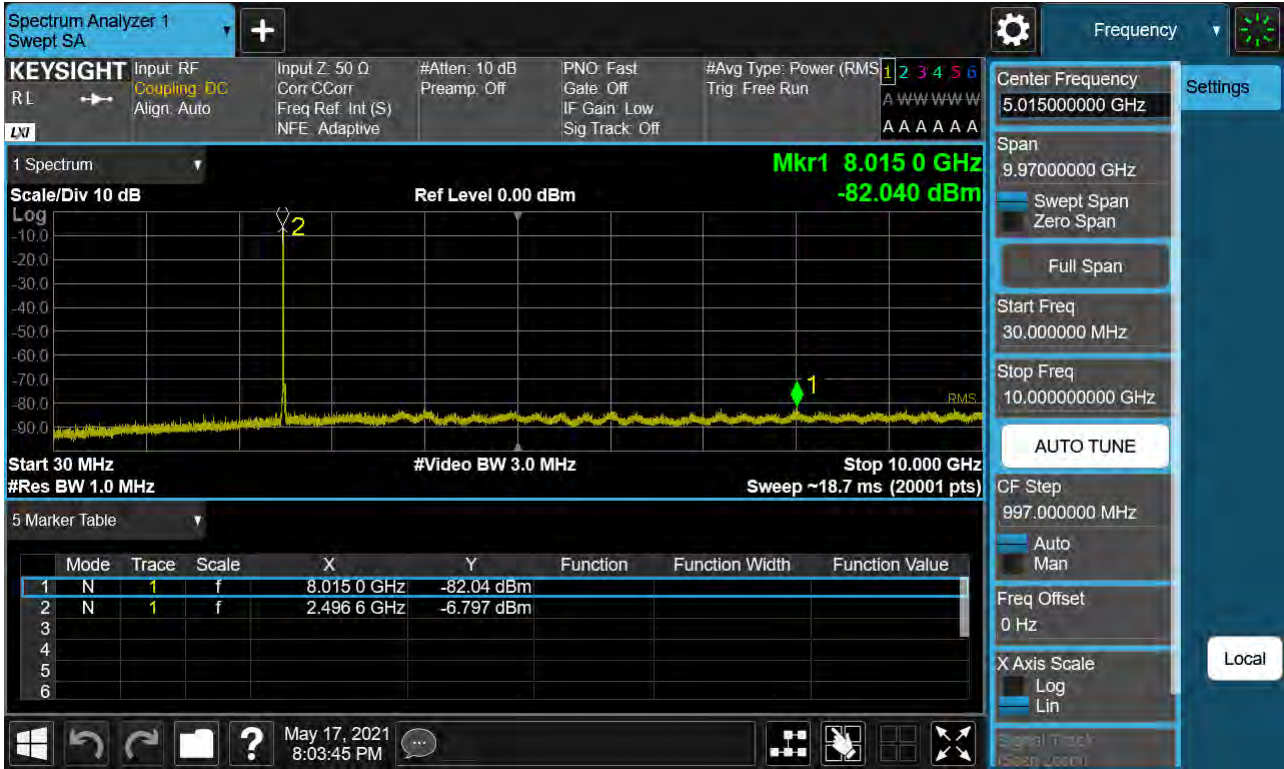 Spectrum Analyzer 1
Swept SA
Frequency
KEYSIGHT
RL
LXI
Input: RF
Coupling: DC
Align: Auto
Input Z: 50 Ω
Corr CCorr
Freq Ref: Int (S)
NFE: Adaptive
#Atten: 10 dB
Preamp: Off
PNO: Fast
Gate: Off
IF Gain: Low
Sig Track: Off
#Avg Type: Power (RMS
Trig: Free Run
1 2 3 4 5 6
A W W W W W
A A A A A A
1 Spectrum
Mkr1 8.015 0 GHz
Scale/Div 10 dB
Ref Level 0.00 dBm
-82.040 dBm
Log
-10.0
-20.0
-30.0
-40.0
-50.0
-60.0
-70.0
-80.0
-90.0
2
1
RMS
Start 30 MHz
#Video BW 3.0 MHz
Stop 10.000 GHz
#Res BW 1.0 MHz
Sweep ~18.7 ms (20001 pts)
5 Marker Table
Mode Trace Scale X Y Function Function Width Function Value
1 N 1 f 8.015 0 GHz -82.04 dBm
2 N 1 f 2.496 6 GHz -6.797 dBm
3
4
5
6
May 17, 2021
8:03:45 PM
Center Frequency
5.015000000 GHz
Settings
Span
9.97000000 GHz
Swept Span
Zero Span
Full Span
Start Freq
30.000000 MHz
Stop Freq
10.000000000 GHz
AUTO TUNE
CF Step
997.000000 MHz
Auto
Man
Freq Offset
0 Hz
X Axis Scale
Log
Lin
Local
Signal Track
(Span Zoom)